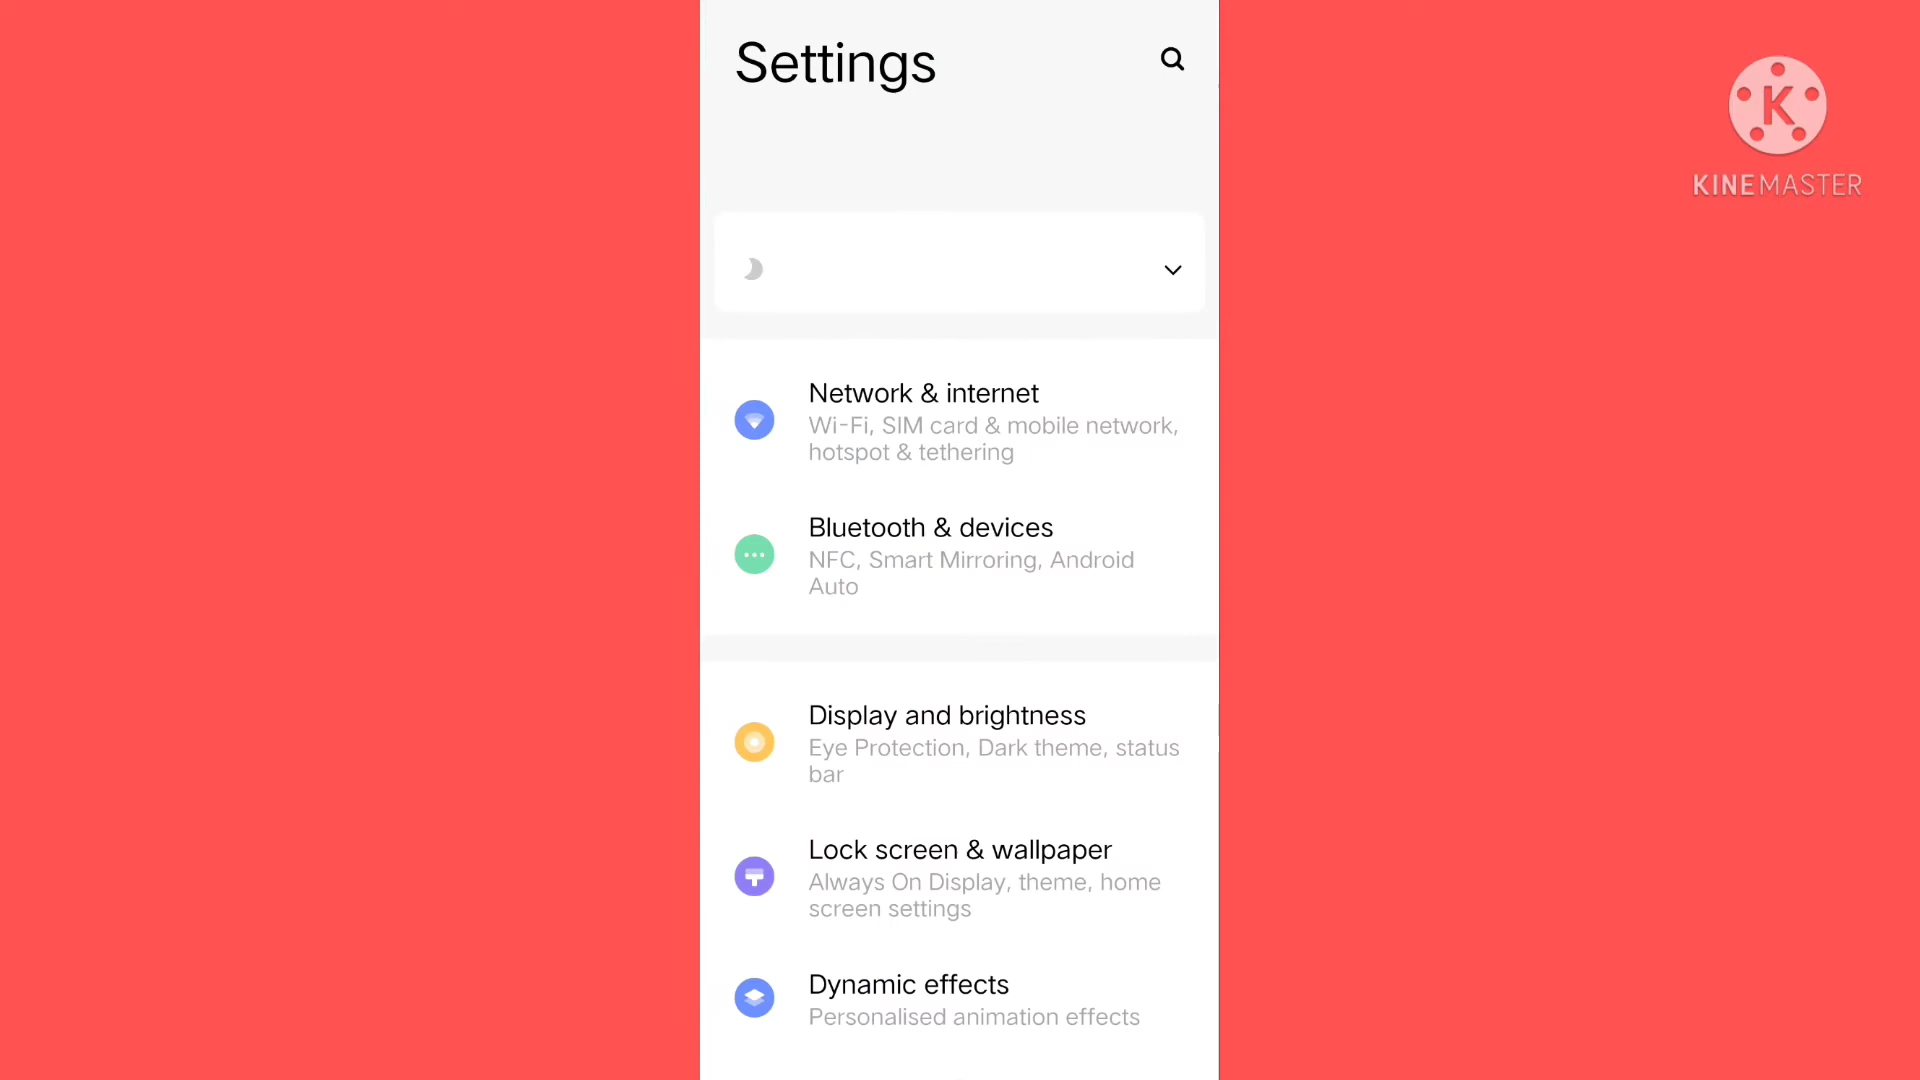 Settings
K
KINEMASTER
Network & internet
Wi-Fi, SIM card & mobile network,
hotspot & tethering
Bluetooth & devices
NFC, Smart Mirroring, Android
Auto
Display and brightness
Eye Protection, Dark theme, status
bar
Lock screen & wallpaper
Always On Display, theme, home
screen settings
Dynamic effects
Personalised animation effects